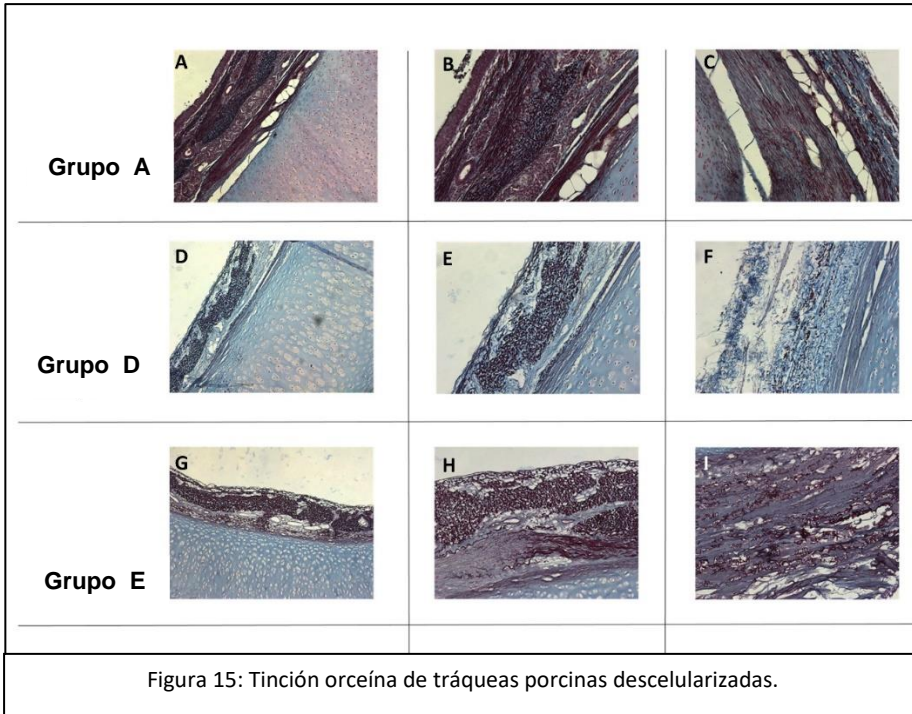 A
B
C
Grupo A
D
E
F
Grupo D
G
H
I
Grupo E
Figura 15: Tinción orceína de tráqueas porcinas descelularizadas.